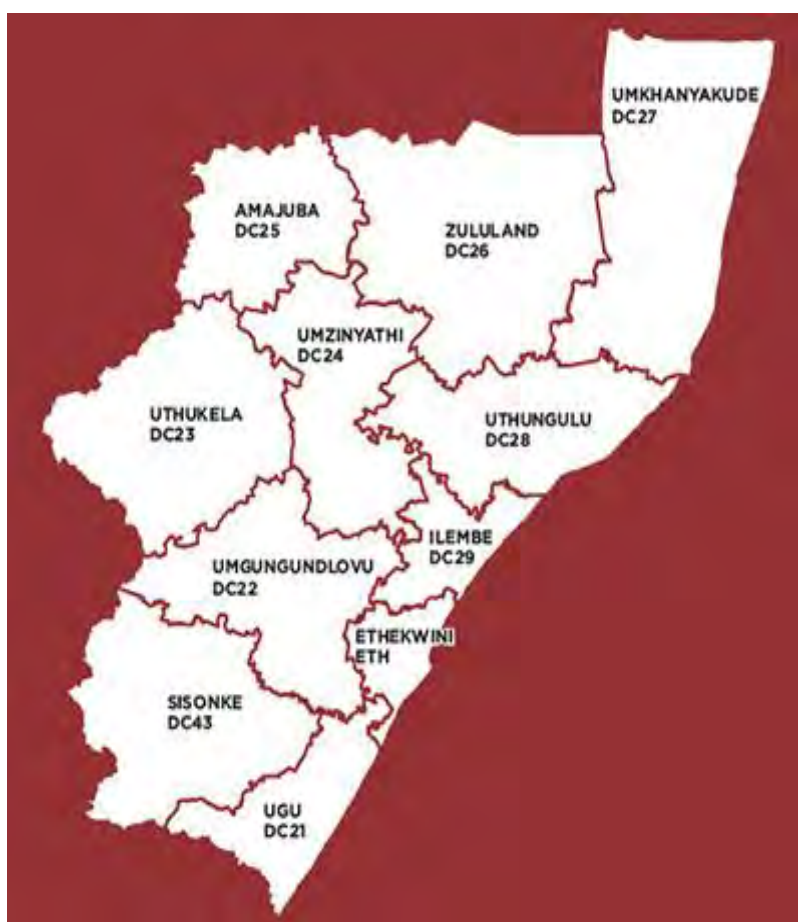 UMKHANYAKUDE
DC27
AMAJUBA
DC25
ZULULAND
DC26
UMZINYATHI
DC24
UTHUKELA
DC23
UTHUNGULU
DC28
ILEMBE
DC29
UMGUNGUNDLOVU
DC22
ETHEKWINI
ETH
SISONKE
DC43
UGU
DC21